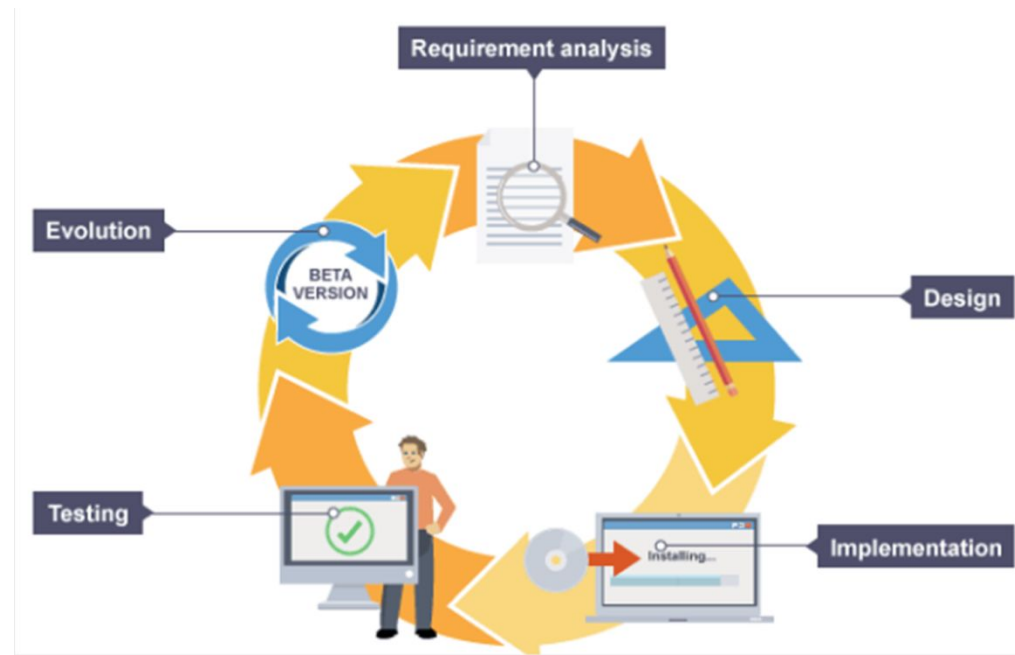 Requirement analysis
Evolution
BETA
VERSION
Design
Testing
Installing...
Implementation